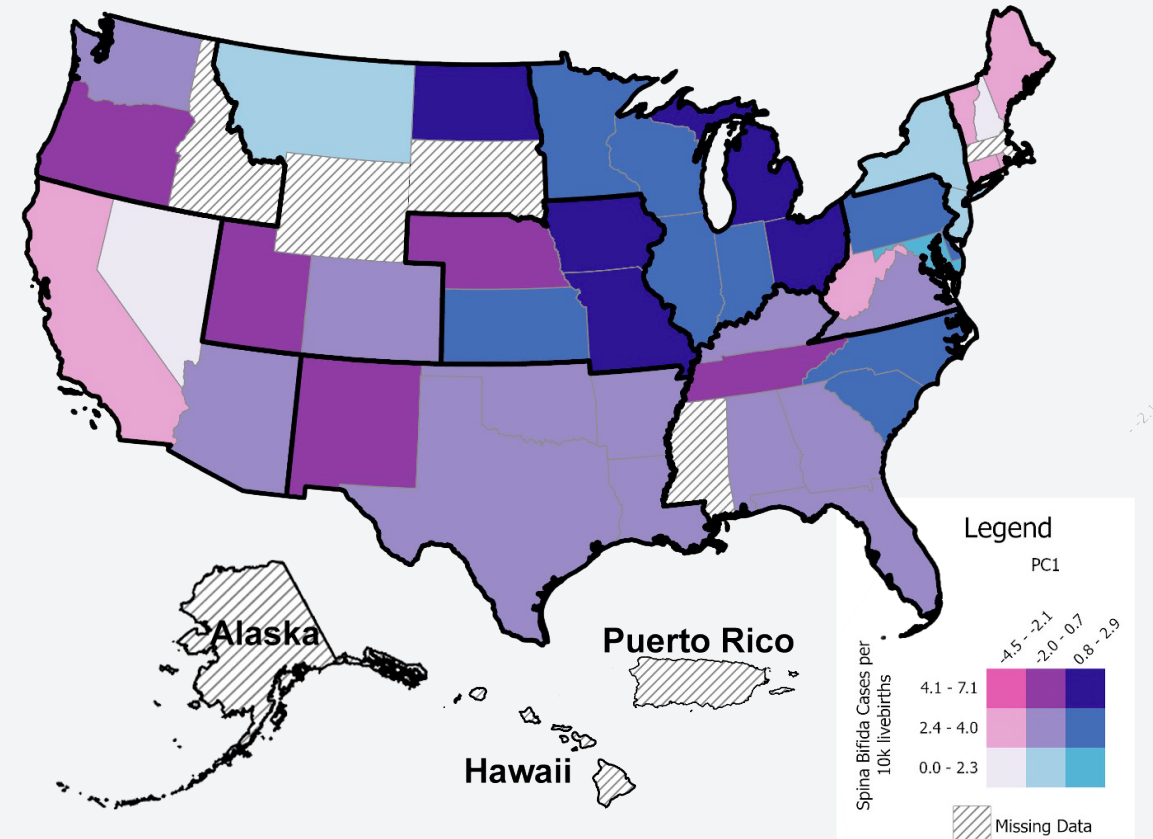 Alaska
Puerto Rico
Hawaii
Legend
PC1
-4.5 - -2.1
-2.0 - 0.7
0.8 - 2.9
Spina Bifida Cases per
10k livebirths
4.1 - 7.1
2.4 - 4.0
0.0 - 2.3
Missing Data